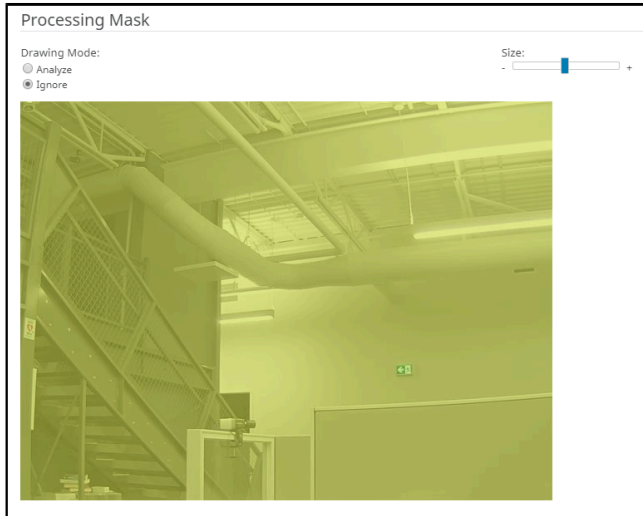 Processing Mask
Drawing Mode:
Size:
Analyze
- +
Ignore